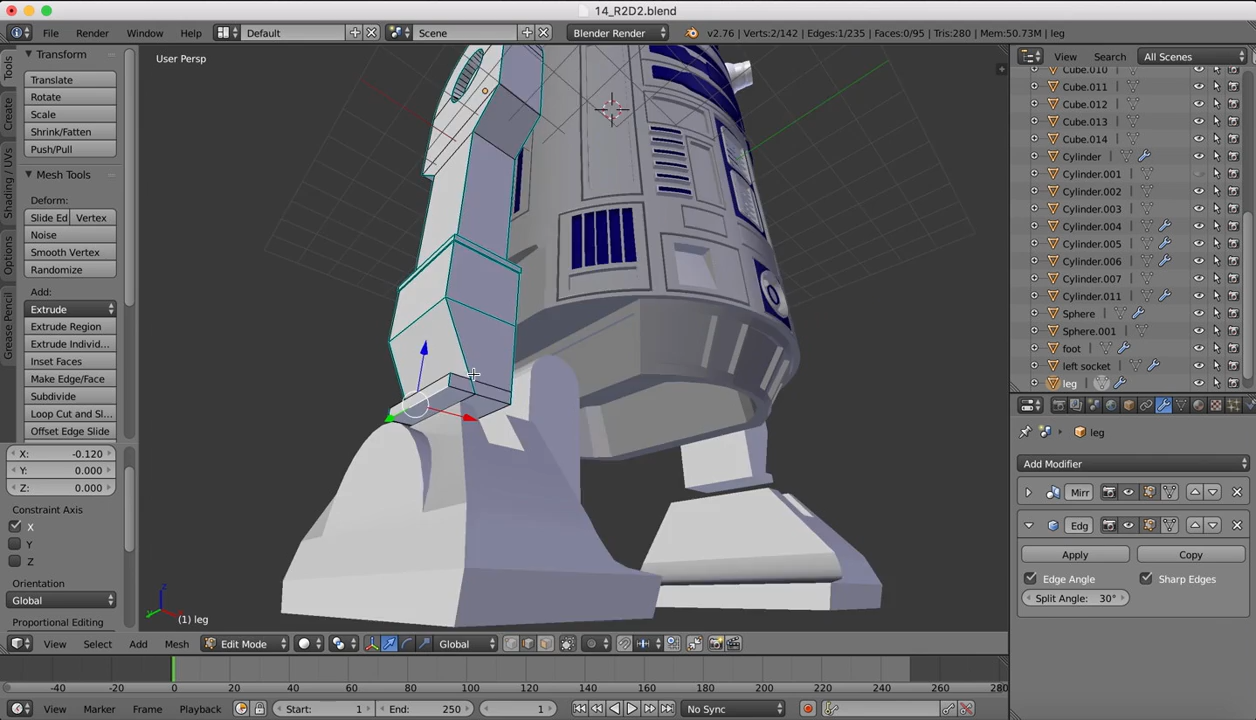 14_R2D2.blend
File Render Window Help Default Scene Blender Render v2.76 | Verts:2/142 | Edges:1/235 | Faces:0/95 | Tris:280 | Mem:50.73M | leg
Tools
Create
Shading / UVs
Options
Grease Pencil
Transform
Translate
Rotate
Scale
Shrink/Fatten
Push/Pull
Mesh Tools
Deform:
Slide Ed Vertex
Noise
Smooth Vertex
Randomize
Add:
Extrude
Extrude Region
Extrude Individ...
Inset Faces
Make Edge/Face
Subdivide
Loop Cut and Sl...
Offset Edge Slide
X: -0.120
Y: 0.000
Z: 0.000
Constraint Axis
X
Y
Z
Orientation
Global
Proportional Editing
User Persp
z
y
(1) leg
View Select Add Mesh Edit Mode Global
-40 -20 0 20 40 60 80 100 120 140 160 180 200 220 240 260 280
View Marker Frame Playback Start: 1 End: 250 1 No Sync
View Search All Scenes
Cube.010
Cube.011
Cube.012
Cube.013
Cube.014
Cylinder
Cylinder.001
Cylinder.002
Cylinder.003
Cylinder.004
Cylinder.005
Cylinder.006
Cylinder.007
Cylinder.011
Sphere
Sphere.001
foot
left socket
leg
leg
Add Modifier
Mirr
Edg
Apply Copy
Edge Angle Sharp Edges
Split Angle: 30°